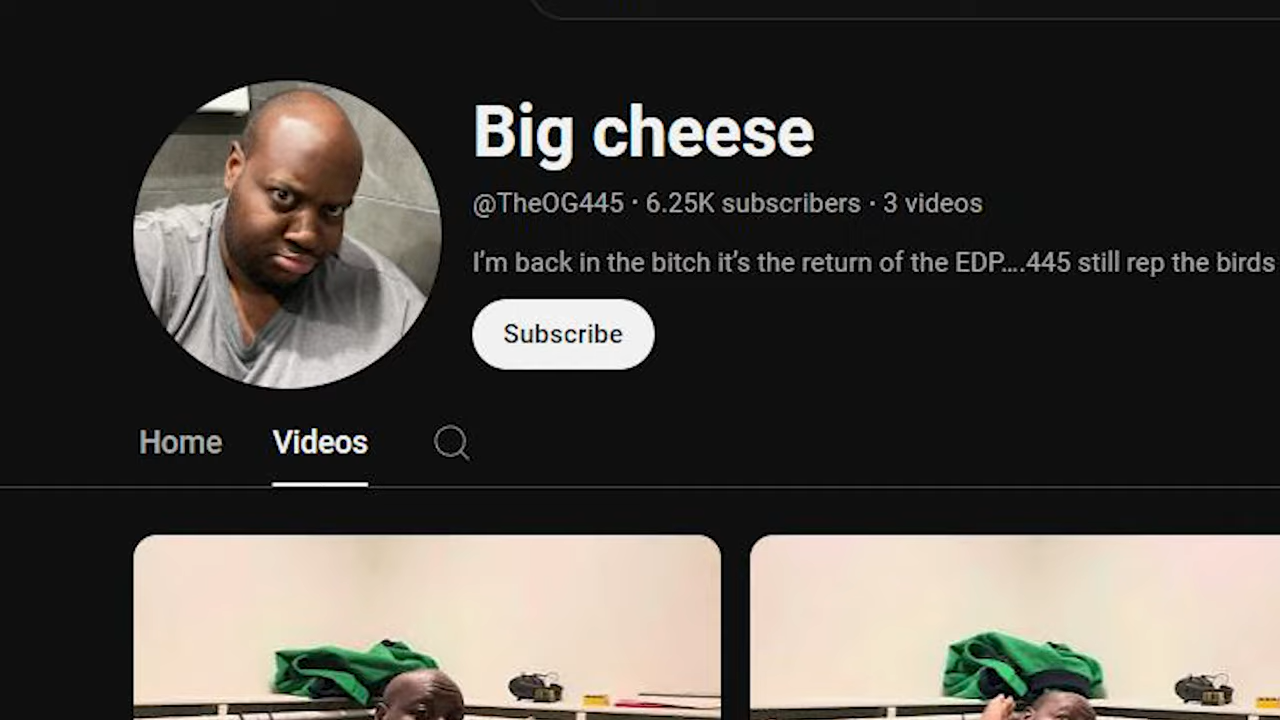 Big cheese
@TheOG445 · 6.25K subscribers · 3 videos
I’m back in the bitch it’s the return of the EDP....445 still rep the birds
Subscribe
Home Videos